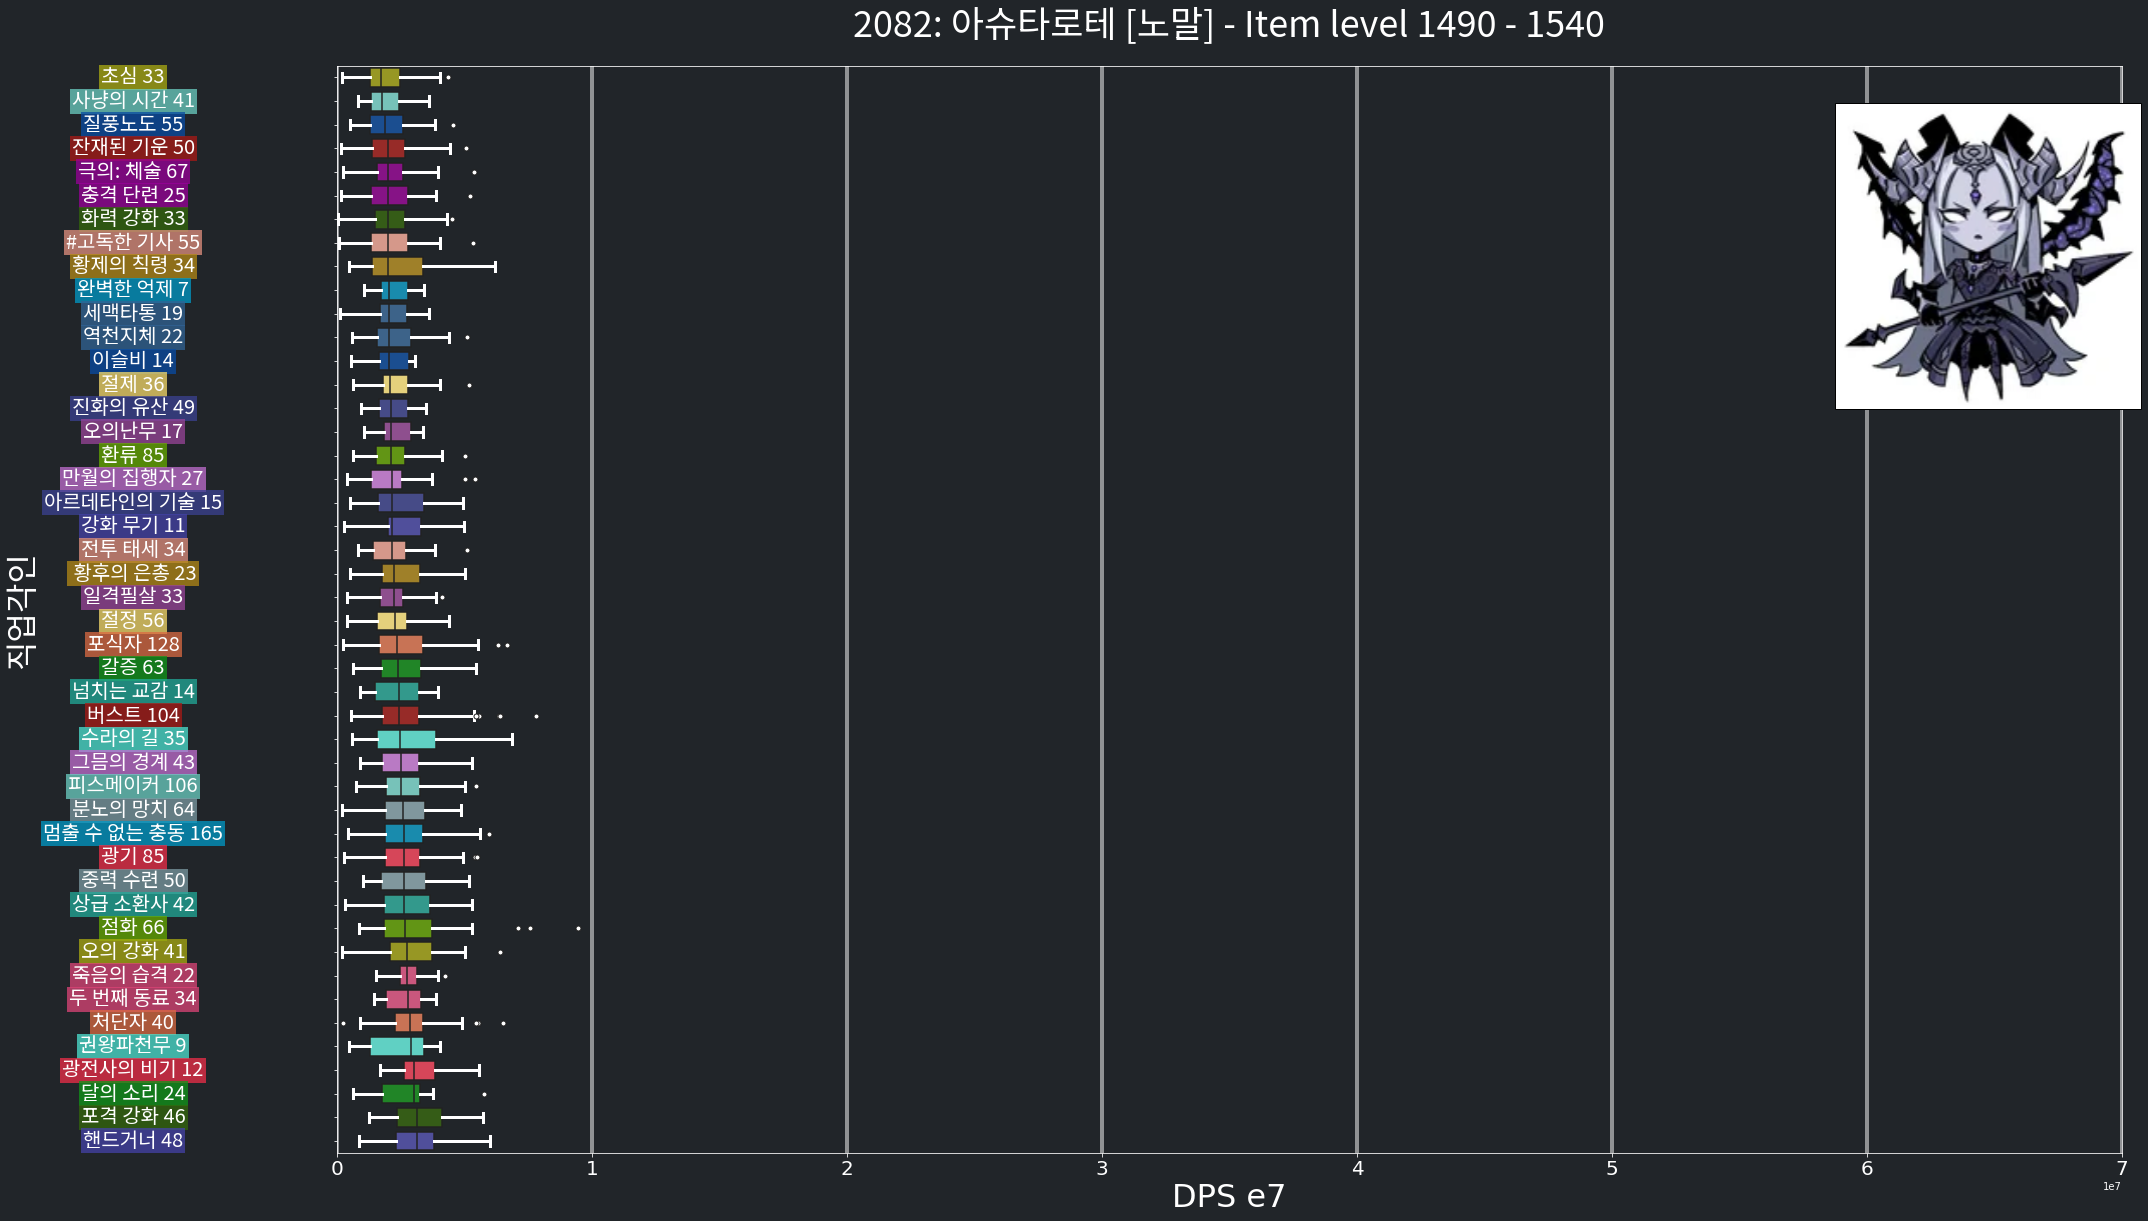 2082: 아슈타로테 [노말] - Item level 1490 - 1540
초심 33
사냥의 시간 41
질풍노도 55
잔재된 기운 50
극의: 체술 67
충격 단련 25
화력 강화 33
#고독한 기사 55
황제의 칙령 34
완벽한 억제 7
세맥타통 19
역천지체 22
이슬비 14
절제 36
진화의 유산 49
오의난무 17
환류 85
만월의 집행자 27
아르데타인의 기술 15
강화 무기 11
전투 태세 34
황후의 은총 23
일격필살 33
절정 56
포식자 128
갈증 63
넘치는 교감 14
버스트 104
수라의 길 35
그믐의 경계 43
피스메이커 106
분노의 망치 64
멈출 수 없는 충동 165
광기 85
중력 수련 50
상급 소환사 42
점화 66
오의 강화 41
죽음의 습격 22
두 번째 동료 34
처단자 40
권왕파천무 9
광전사의 비기 12
달의 소리 24
포격 강화 46
핸드거너 48
직업각인
0 1 2 3 4 5 6 7
1e7
DPS e7